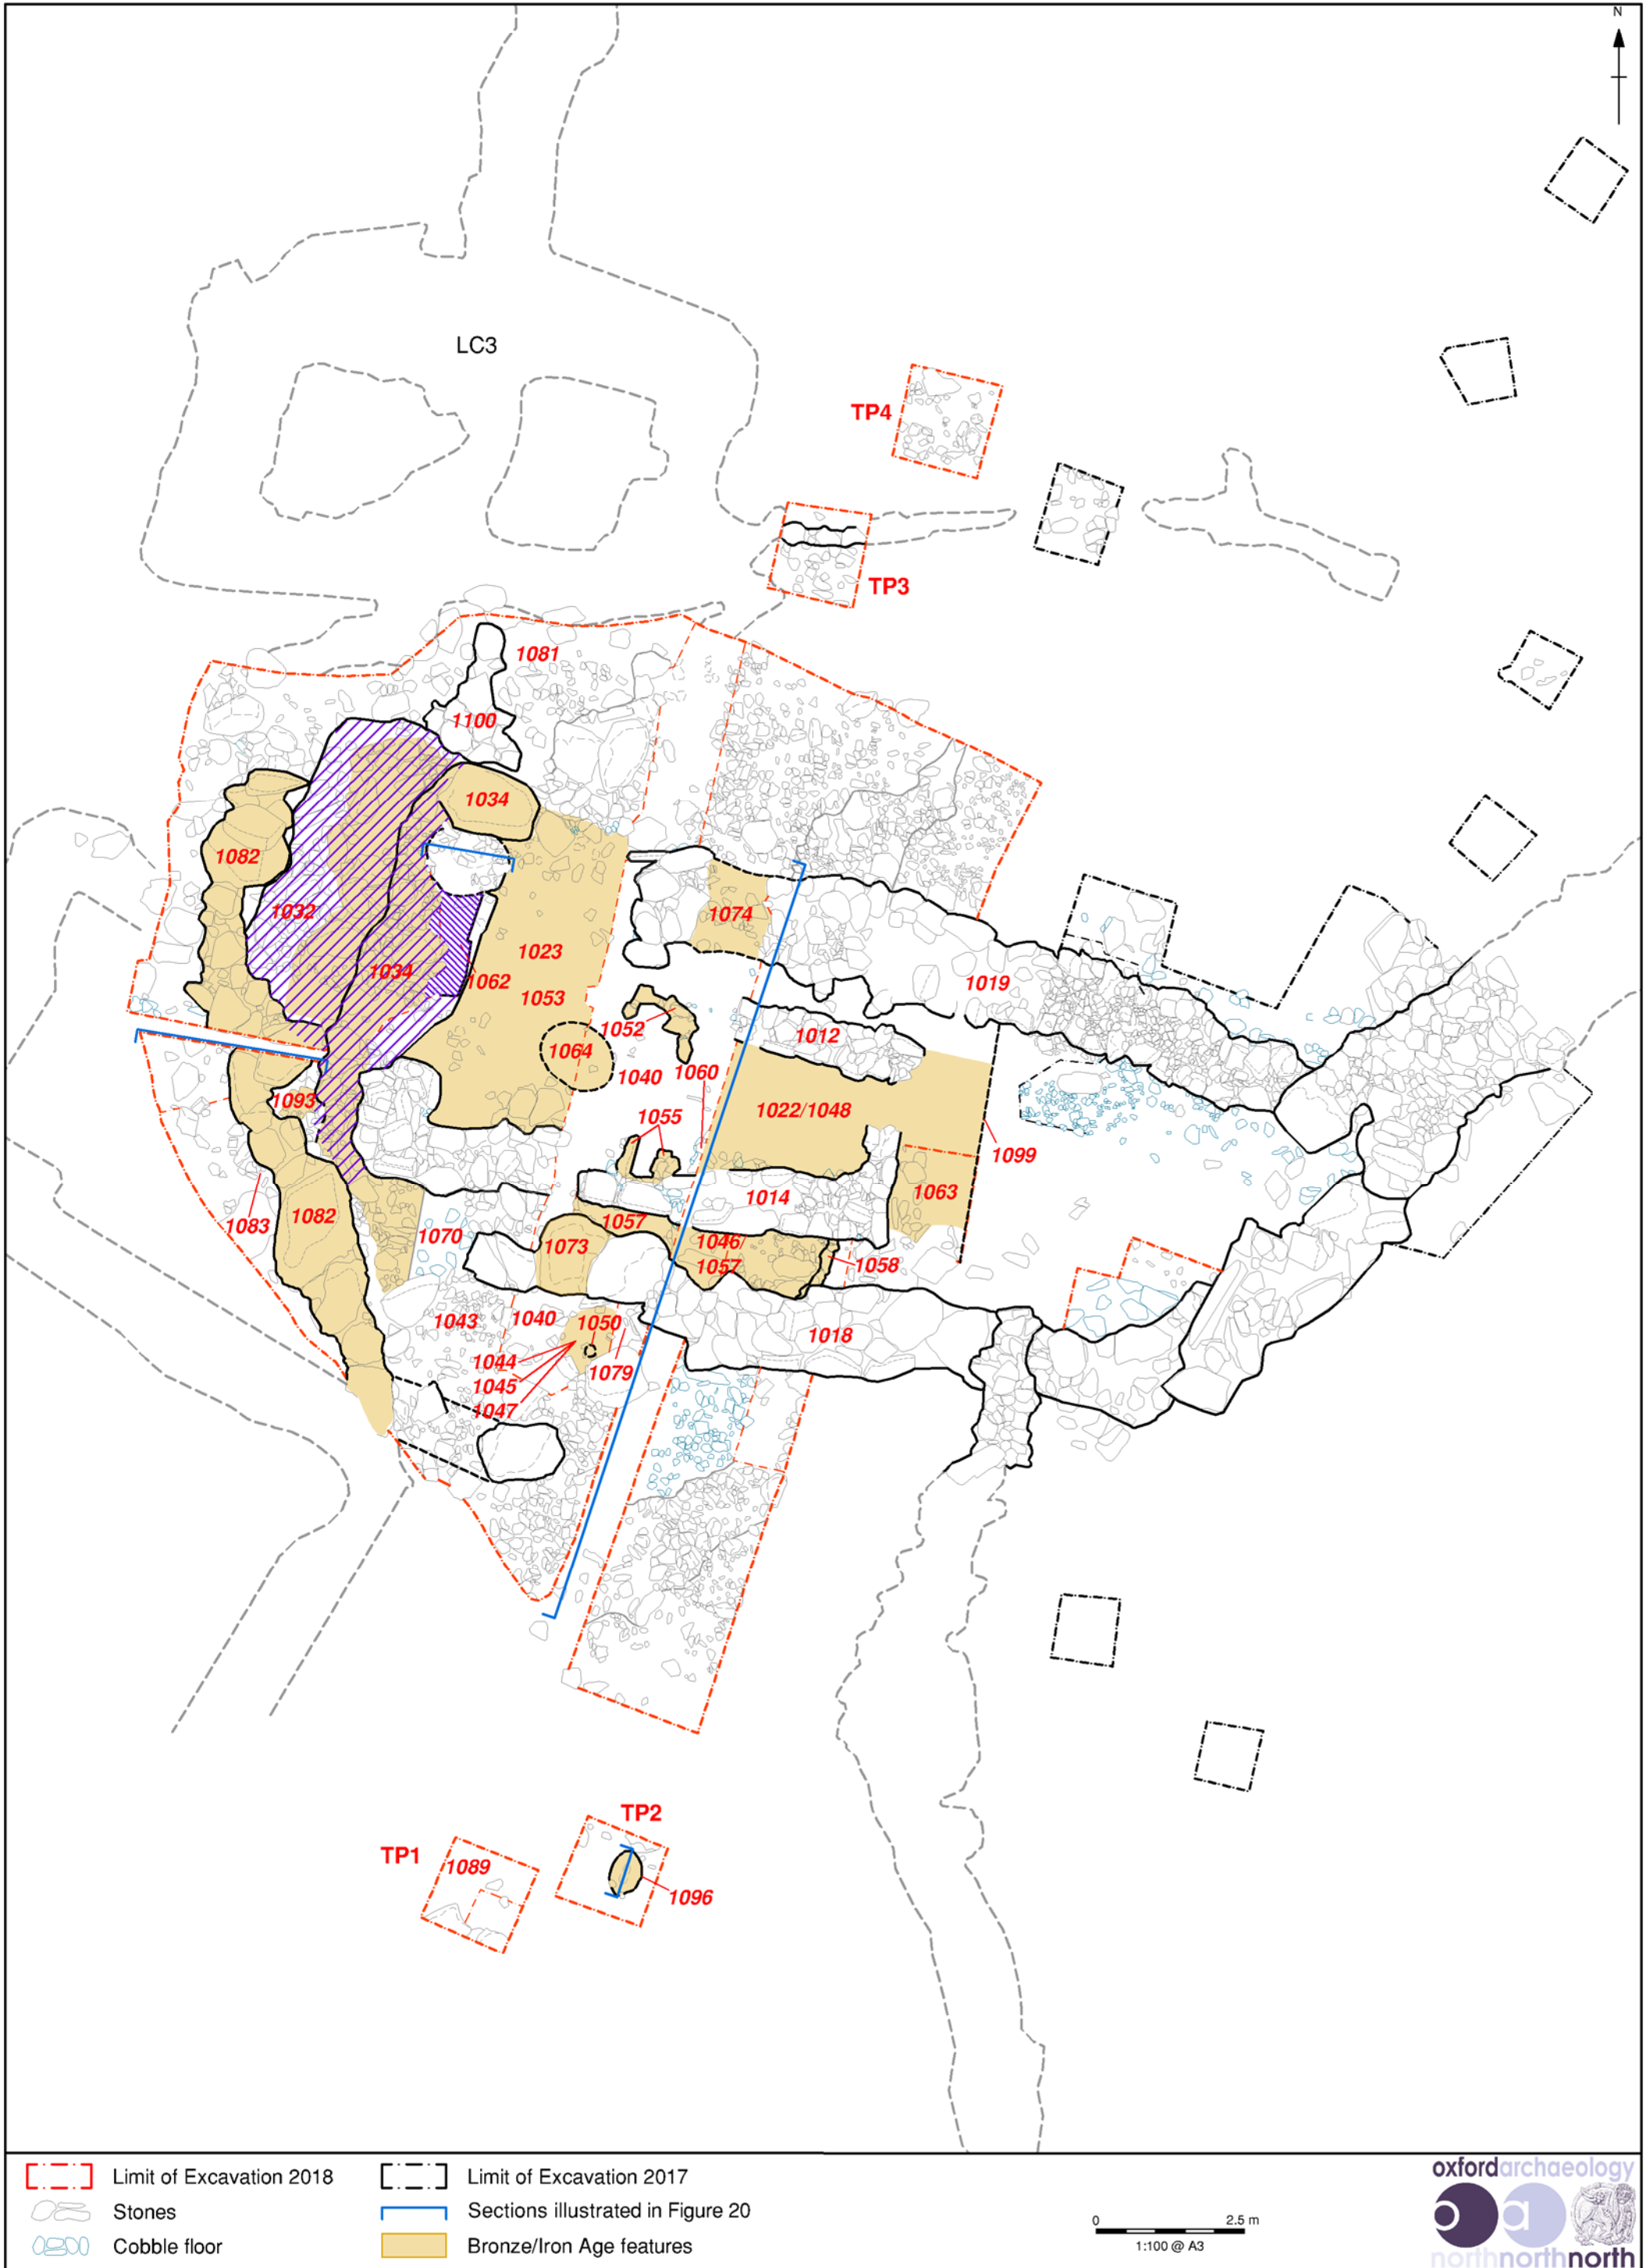 N
LC3
TP4
TP3
1081
1100
1034
1082
1032
1074
1023
1034
1062
1053
1019
1052
1012
1064
1040
1060
1093
1055
1022/1048
1099
1063
1083
1082
1014
1070
1057
1073
1046/
1057
1058
1043
1040
1050
1018
1044
1079
1045
1047
TP2
TP1
1089
1096
Limit of Excavation 2018
Limit of Excavation 2017
Stones
Sections illustrated in Figure 20
Cobble floor
Bronze/Iron Age features
0 2.5 m
1:100 @ A3
oxfordarchaeology
northnorthnorth